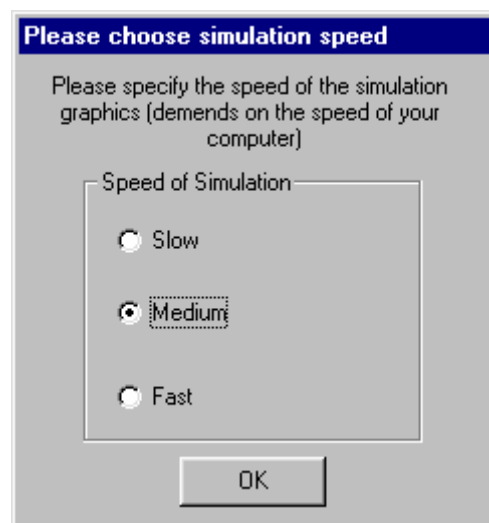 Please choose simulation speed
Please specify the speed of the simulation
graphics (demends on the speed of your
computer)
Speed of Simulation
Slow
Medium
Fast
OK